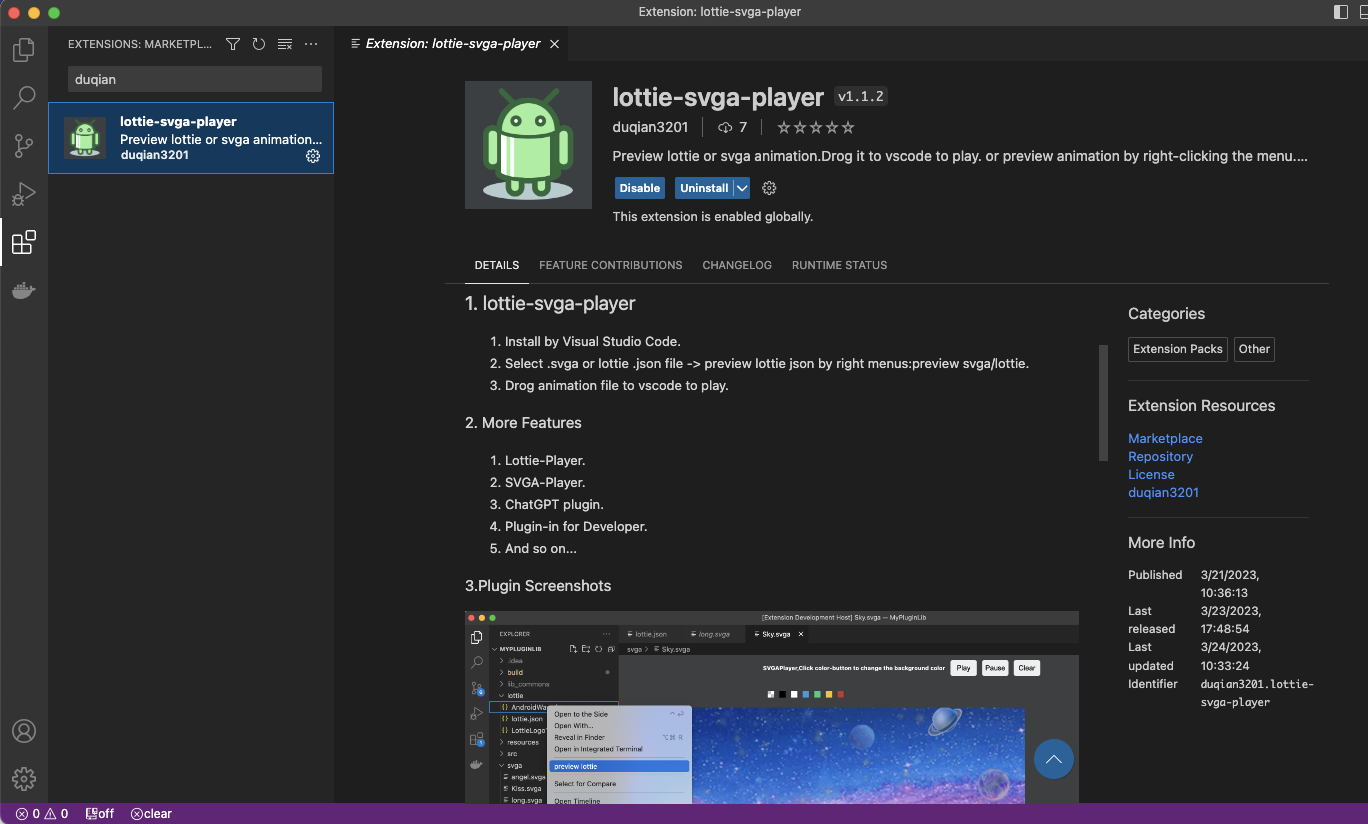 Extension: lottie-svga-player
EXTENSIONS: MARKETPL...
duqian
lottie-svga-player
Preview lottie or svga animation...
duqian3201
Extension: lottie-svga-player
lottie-svga-player v1.1.2
duqian3201 7
Preview lottie or svga animation.Drog it to vscode to play. or preview animation by right-clicking the menu....
Disable Uninstall
This extension is enabled globally.
DETAILS FEATURE CONTRIBUTIONS CHANGELOG RUNTIME STATUS
1. lottie-svga-player
1. Install by Visual Studio Code.
2. Select .svga or lottie .json file -> preview lottie json by right menus:preview svga/lottie.
3. Drog animation file to vscode to play.
2. More Features
1. Lottie-Player.
2. SVGA-Player.
3. ChatGPT plugin.
4. Plugin-in for Developer.
5. And so on...
3.Plugin Screenshots
[Extension Development Host] Sky.svga — MyPluginLib
EXPLORER
lottie.json long.svga Sky.svga
MYPLUGINLIB
svga > Sky.svga
.idea
build
lib_commons
lottie
AndroidWa
lottie.json
LottieLogo
resources
src
svga
angel.svga
Kiss.svga
long.svga
SVGAPlayer,Click color-button to change the background color Play Pause Clear
Open to the Side
Open With...
Reveal in Finder
Open in Integrated Terminal
preview lottie
Select for Compare
Open Timeline
Categories
Extension Packs Other
Extension Resources
Marketplace
Repository
License
duqian3201
More Info
Published 3/21/2023,
10:36:13
Last 3/23/2023,
released 17:48:54
Last 3/24/2023,
updated 10:33:24
Identifier duqian3201.lottie-
svga-player
0 0 off clear